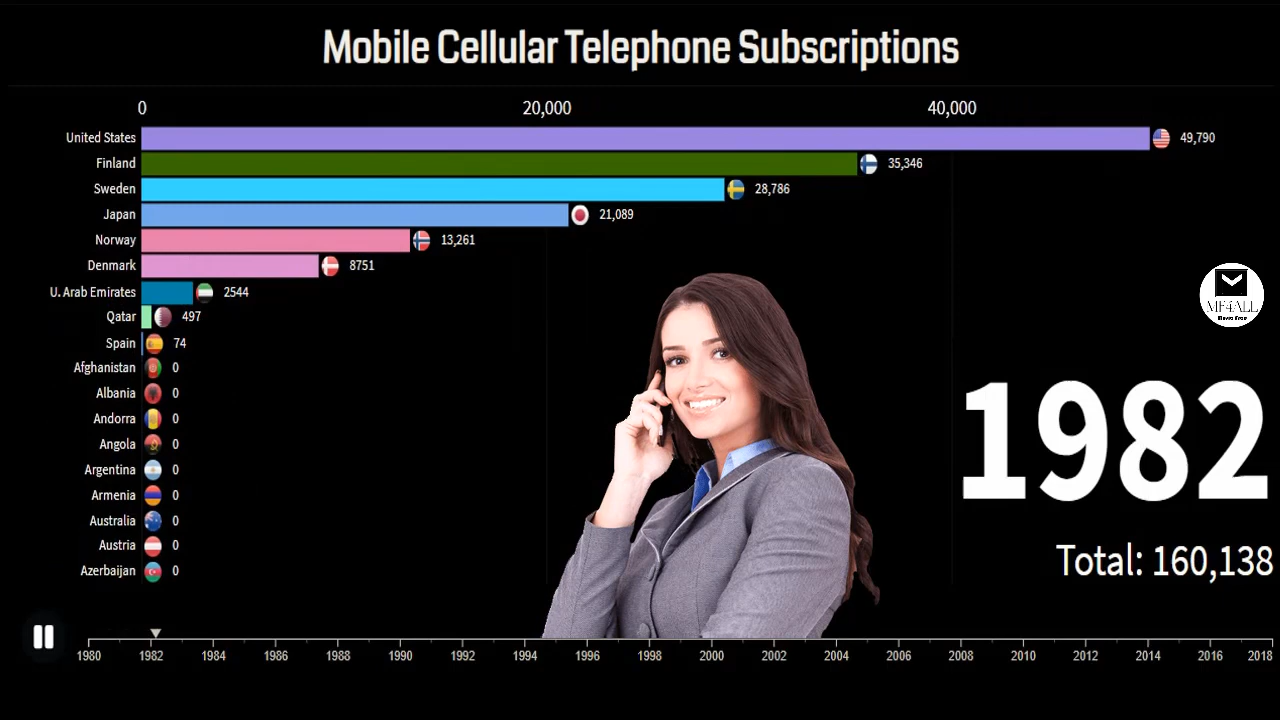 Mobile Cellular Telephone Subscriptions
0 20,000 40,000
United States 49,790
Finland 35,346
Sweden 28,786
Japan 21,089
Norway 13,261
Denmark 8751
U. Arab Emirates 2544
Qatar 497
Spain 74
Afghanistan 0
Albania 0
Andorra 0
Angola 0
Argentina 0
Armenia 0
Australia 0
Austria 0
Azerbaijan 0
MF4ALL
1982
Total: 160,138
1980 1982 1984 1986 1988 1990 1992 1994 1996 1998 2000 2002 2004 2006 2008 2010 2012 2014 2016 2018